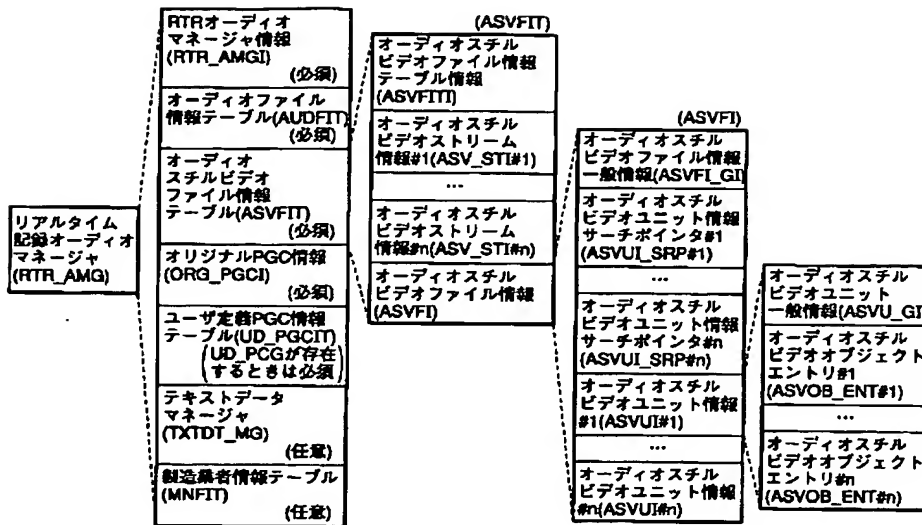 リアルタイム
記録オーディオ
マネージャ
(RTR_AMG)
RTRオーディオ
マネージャ情報
(RTR_AMGI)
(必須)
オーディオファイル
情報テーブル(AUDFIT)
(必須)
オーディオ
スチルビデオ
ファイル情報
テーブル(ASVFIT)
(必須)
オリジナルPGC情報
(ORG_PGCI)
(必須)
ユーザ定義PGC情報
テーブル(UD_PGCIT)
(UD_PCGが存在
するときは必須)
テキストデータ
マネージャ
(TXTDT_MG)
(任意)
製造業者情報テーブル
(MNFIT)
(任意)
(ASVFIT)
オーディオスチル
ビデオファイル情報
テーブル情報
(ASVFITI)
オーディオスチル
ビデオストリーム
情報#1(ASV_STI#1)
...
オーディオスチル
ビデオストリーム
情報#n(ASV_STI#n)
オーディオスチル
ビデオファイル情報
(ASVFI)
(ASVFI)
オーディオスチル
ビデオファイル情報
一般情報(ASVFI_GI)
オーディオスチル
ビデオユニット情報
サーチポインタ#1
(ASVUI_SRP#1)
...
オーディオスチル
ビデオユニット情報
サーチポインタ#n
(ASVUI_SRP#n)
オーディオスチル
ビデオユニット情報
#1(ASVUI#1)
...
オーディオスチル
ビデオユニット情報
#n(ASVUI#n)
オーディオスチル
ビデオユニット
一般情報(ASVU_GI)
オーディオスチル
ビデオオブジェクト
エントリ#1
(ASVOB_ENT#1)
...
オーディオスチル
ビデオオブジェクト
エントリ#n
(ASVOB_ENT#n)